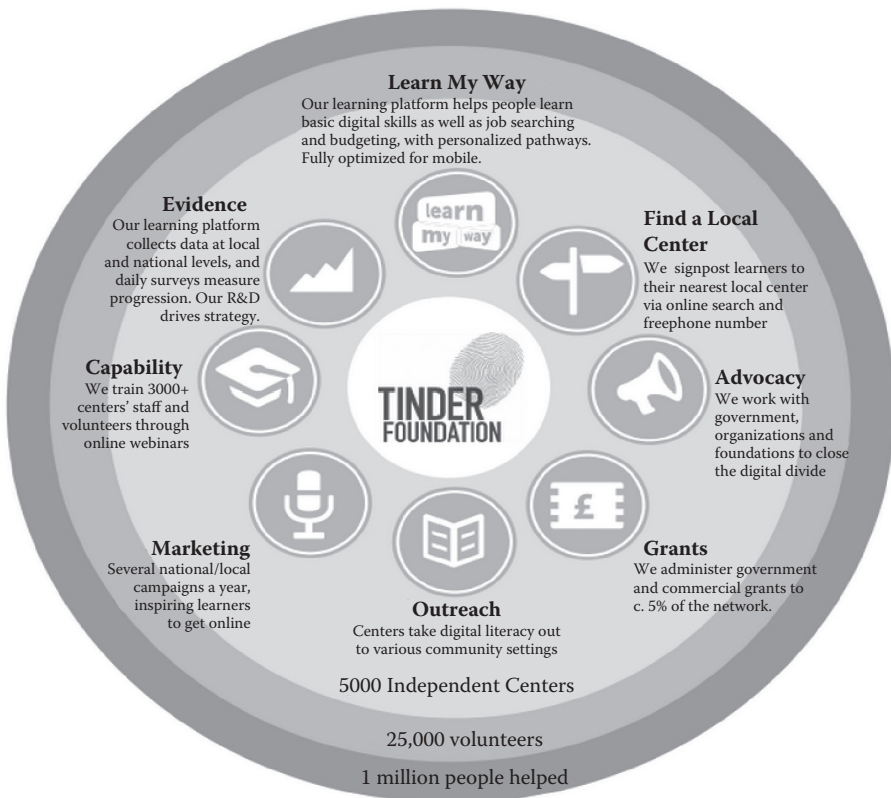 Learn My Way
Our learning platform helps people learn
basic digital skills as well as job searching
and budgeting, with personalized pathways.
Fully optimized for mobile.
learn
my way
Find a Local
Center
We signpost learners to
their nearest local center
via online search and
freephone number
Advocacy
We work with
government,
organizations and
foundations to close
the digital divide
£
Grants
We administer government
and commercial grants to
c. 5% of the network.
Outreach
Centers take digital literacy out
to various community settings
Marketing
Several national/local
campaigns a year,
inspiring learners
to get online
Capability
We train 3000+
centers' staff and
volunteers through
online webinars
Evidence
Our learning platform
collects data at local
and national levels, and
daily surveys measure
progression. Our R&D
drives strategy.
TINDER
FOUNDATION
5000 Independent Centers
25,000 volunteers
1 million people helped